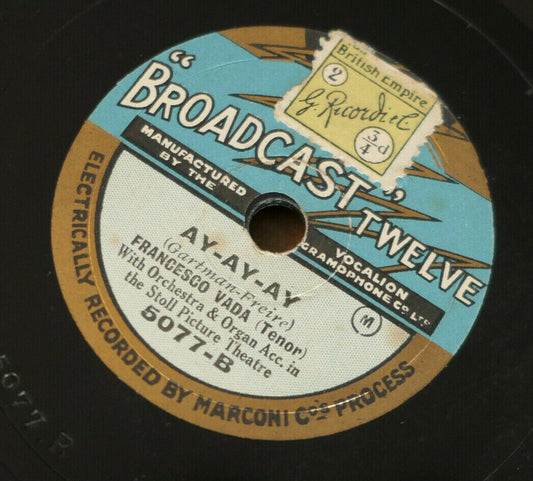 "BROADCAST" TWELVE
British Empire
2
G. Ricordi & C
3/4 d
MANUFACTURED
BY THE
VOCALION
GRAMOPHONE CO LTD
AY-AY-AY
(Gartman-Freire)
FRANCESCO VADA (Tenor)
With Orchestra & Organ Acc. in
the Stoll Picture Theatre
5077-B
M
ELECTRICALLY RECORDED BY MARCONI Co's PROCESS
5077.B